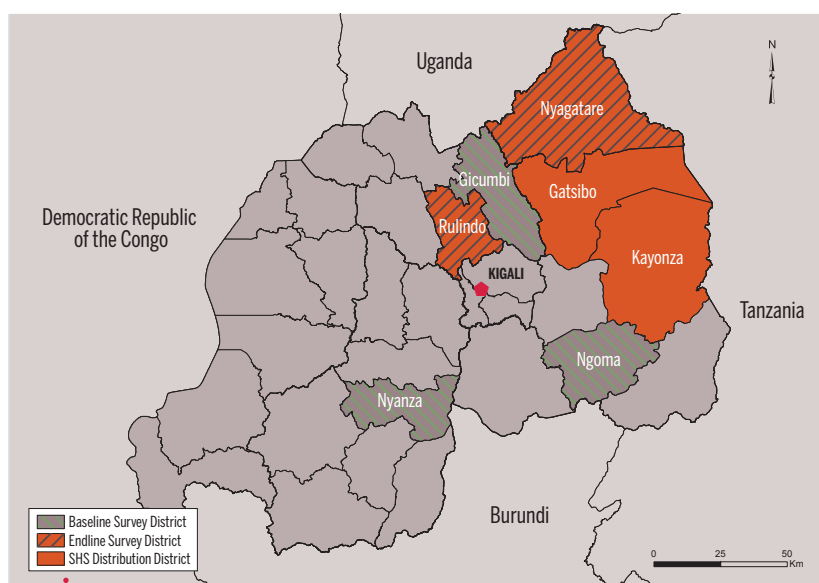 Uganda
N
Nyagatare
Gicumbi
Gatsibo
Democratic Republic
of the Congo
Rulindo
Kayonza
KIGALI
Tanzania
Ngoma
Nyanza
Burundi
Baseline Survey District
Endline Survey District
SHS Distribution District
0 25 50
Km